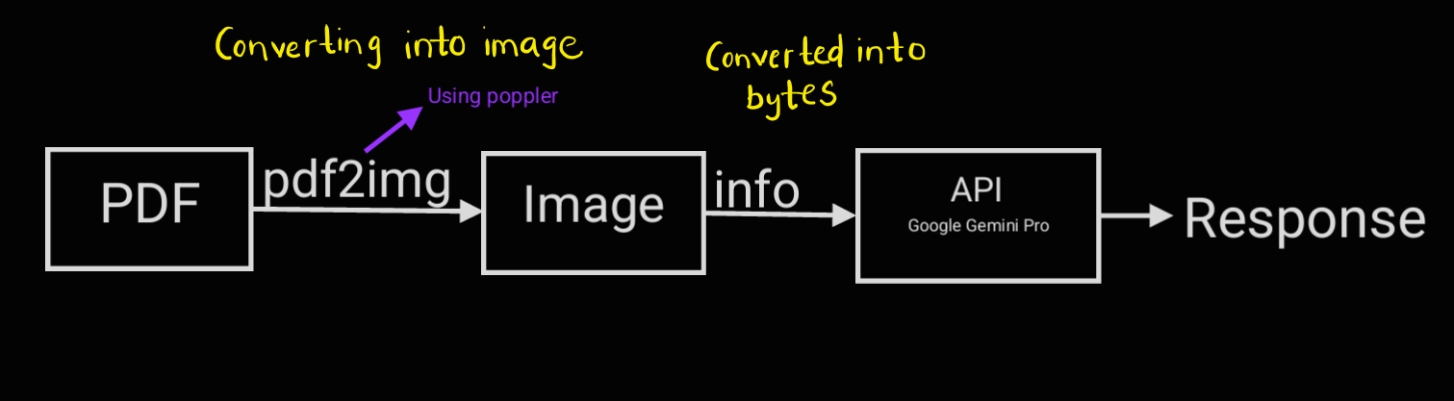 Converting into image
Converted into
bytes
Using poppler
PDF
pdf2img
Image
info
API
Google Gemini Pro
Response